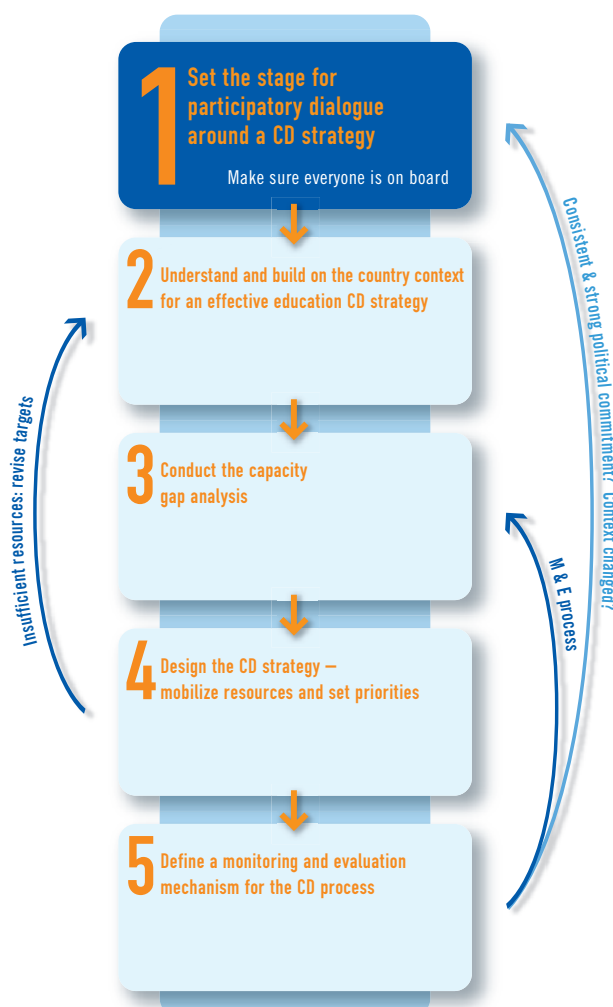 1
Set the stage for
participatory dialogue
around a CD strategy
Make sure everyone is on board
2
Understand and build on the country context
for an effective education CD strategy
3
Conduct the capacity
gap analysis
4
Design the CD strategy –
mobilize resources and set priorities
5
Define a monitoring and evaluation
mechanism for the CD process
Insufficient resources: revise targets
M & E process
Consistent & strong political commitment? Context changed?